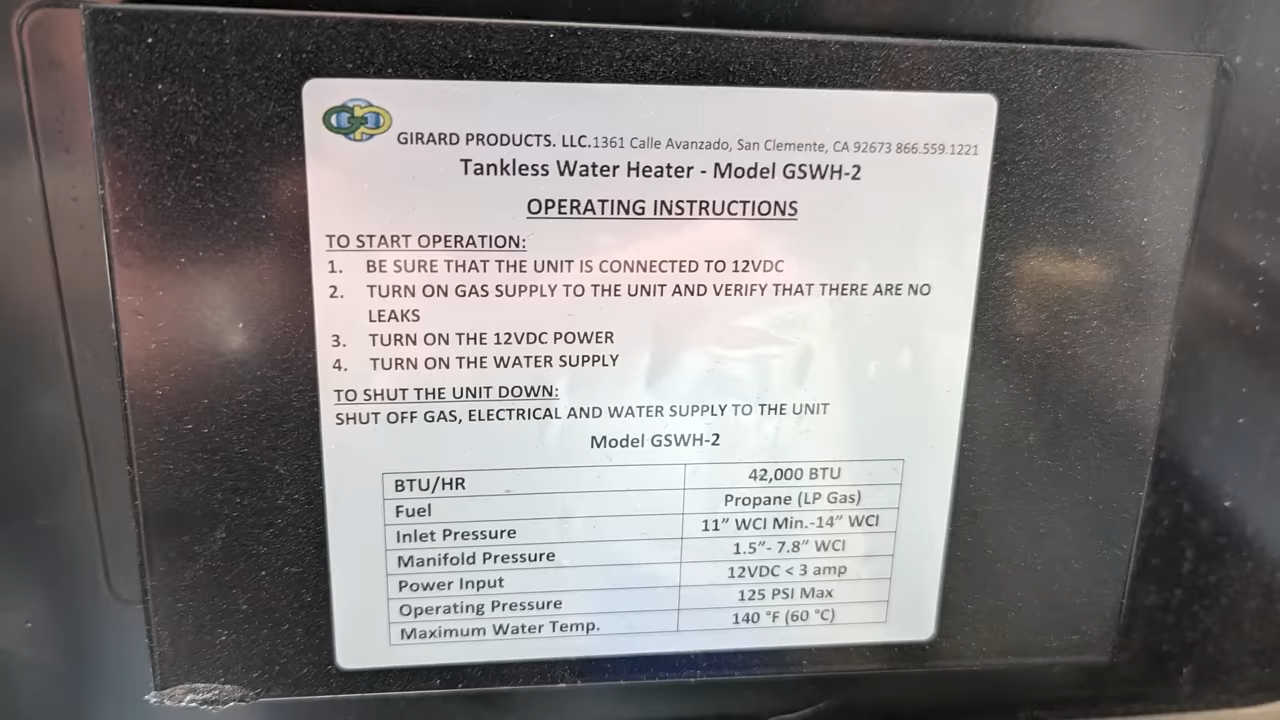 GP
GIRARD PRODUCTS. LLC.1361 Calle Avanzado, San Clemente, CA 92673 866.559.1221
Tankless Water Heater - Model GSWH-2
OPERATING INSTRUCTIONS
TO START OPERATION:
1. BE SURE THAT THE UNIT IS CONNECTED TO 12VDC
2. TURN ON GAS SUPPLY TO THE UNIT AND VERIFY THAT THERE ARE NO
LEAKS
3. TURN ON THE 12VDC POWER
4. TURN ON THE WATER SUPPLY
TO SHUT THE UNIT DOWN:
SHUT OFF GAS, ELECTRICAL AND WATER SUPPLY TO THE UNIT
Model GSWH-2
BTU/HR 42,000 BTU
Fuel Propane (LP Gas)
Inlet Pressure 11” WCI Min.-14” WCI
Manifold Pressure 1.5”- 7.8” WCI
Power Input 12VDC < 3 amp
Operating Pressure 125 PSI Max
Maximum Water Temp. 140 °F (60 °C)